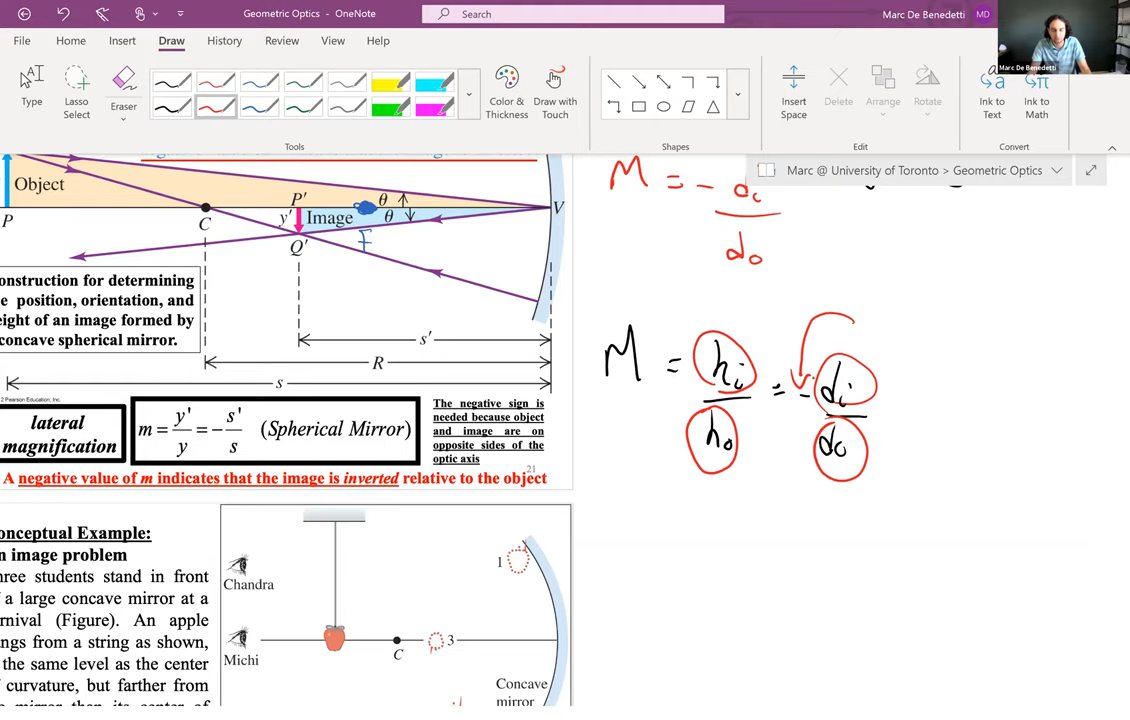 Geometric Optics - OneNote
Search
Marc De Benedetti
MD
Marc De Benedetti
File Home Insert Draw History Review View Help
Type
Lasso Select
Eraser
Color & Thickness
Draw with Touch
Insert Space
Delete
Arrange
Rotate
Ink to Text
Ink to Math
Tools
Shapes
Edit
Convert
Marc @ University of Toronto > Geometric Optics
Object
P
C
P'
y'
Image
Q'
θ
θ
F
V
onstruction for determining
e position, orientation, and
eight of an image formed by
concave spherical mirror.
s'
R
s
2 Pearson Education, Inc.
lateral
magnification
m = y'/y = - s'/s (Spherical Mirror)
The negative sign is
needed because object
and image are on
opposite sides of the
optic axis
21
A negative value of m indicates that the image is inverted relative to the object
onceptual Example:
n image problem
hree students stand in front
f a large concave mirror at a
rnival (Figure). An apple
angs from a string as shown,
the same level as the center
f curvature, but farther from
Chandra
1
Michi
C
3
Concave
mirror
M = - di/do
M = hi/ho = - di/do